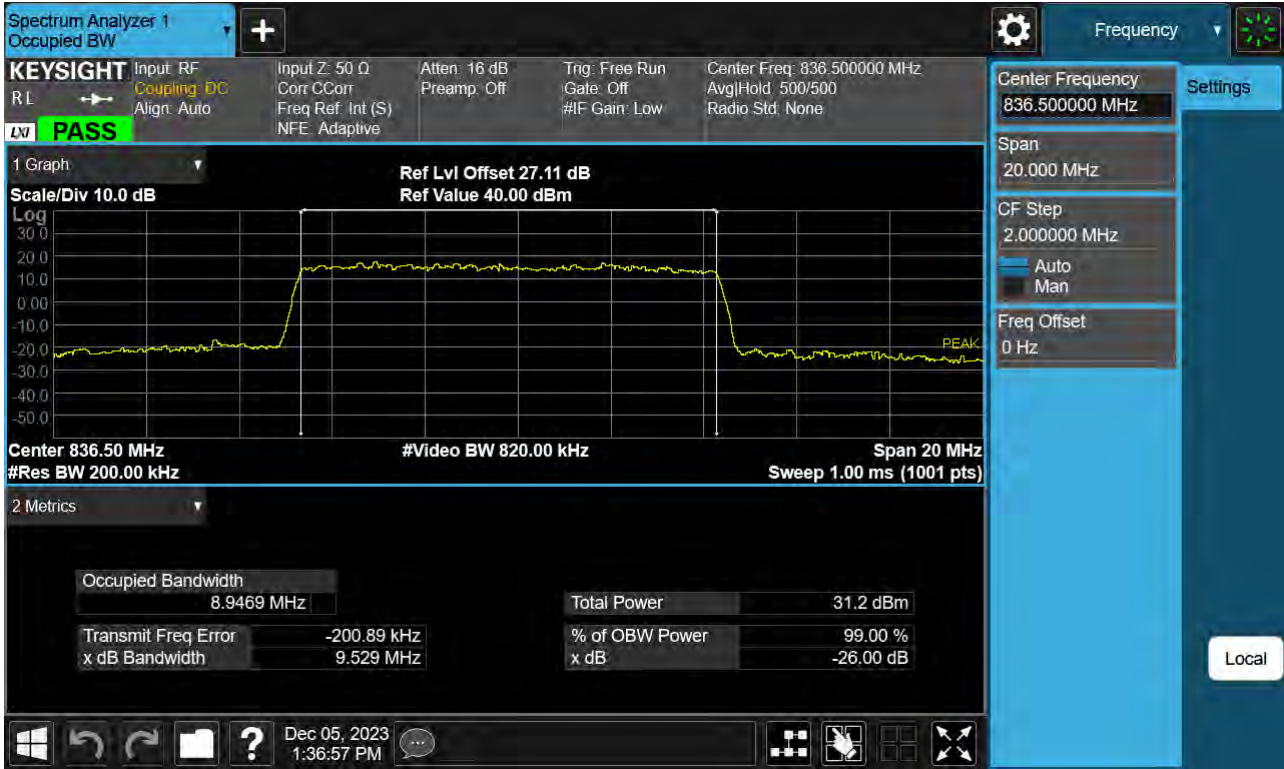 Spectrum Analyzer 1
Occupied BW
Frequency
KEYSIGHT
RL
LXI
PASS
Input: RF
Coupling: DC
Align: Auto
Input Z: 50 Ω
Corr CCorr
Freq Ref: Int (S)
NFE: Adaptive
Atten: 16 dB
Preamp: Off
Trig: Free Run
Gate: Off
#IF Gain: Low
Center Freq: 836.500000 MHz
Avg|Hold: 500/500
Radio Std: None
Center Frequency
836.500000 MHz
Settings
Span
20.000 MHz
CF Step
2.000000 MHz
Auto
Man
Freq Offset
0 Hz
Local
1 Graph
Scale/Div 10.0 dB
Ref Lvl Offset 27.11 dB
Ref Value 40.00 dBm
Log
30.0
20.0
10.0
0.00
-10.0
-20.0
-30.0
-40.0
-50.0
PEAK
Center 836.50 MHz
#Res BW 200.00 kHz
#Video BW 820.00 kHz
Span 20 MHz
Sweep 1.00 ms (1001 pts)
2 Metrics
Occupied Bandwidth
8.9469 MHz
Transmit Freq Error -200.89 kHz
x dB Bandwidth 9.529 MHz
Total Power 31.2 dBm
% of OBW Power 99.00 %
x dB -26.00 dB
?
Dec 05, 2023
1:36:57 PM